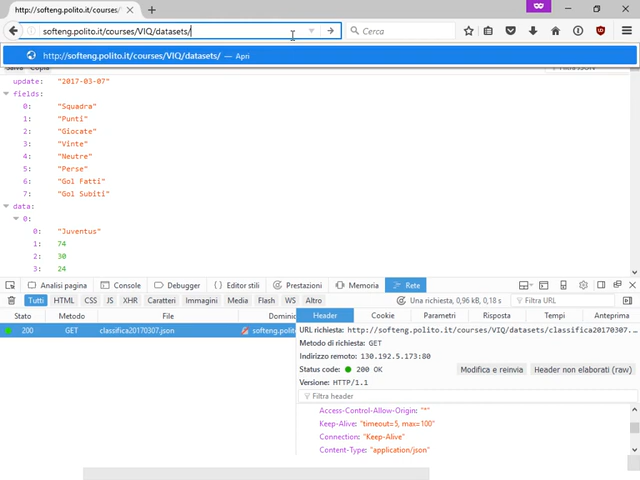 http://softeng.polito.it/courses/
softeng.polito.it/courses/VIQ/datasets/
Cerca
http://softeng.polito.it/courses/VIQ/datasets/ — Apri
Salva Copia
update: "2017-03-07"
fields:
0: "Squadra"
1: "Punti"
2: "Giocate"
3: "Vinte"
4: "Neutre"
5: "Perse"
6: "Gol Fatti"
7: "Gol Subiti"
data:
0:
0: "Juventus"
1: 74
2: 30
3: 24
Analisi pagina Console Debugger Editor stili Prestazioni Memoria Rete
Tutti HTML CSS JS XHR Caratteri Immagini Media Flash WS Altro Una richiesta, 0,96 kB, 0,18 s Filtra URL
Stato Metodo File Dominio Header Cookie Parametri Risposta Tempi Anteprima
200 GET classifica20170307.json softeng.polito
URL richiesta: http://softeng.polito.it/courses/VIQ/datasets/classifica20170307....
Metodo di richiesta: GET
Indirizzo remoto: 130.192.5.173:80
Status code: 200 OK Modifica e reinvia Header non elaborati (raw)
Versione: HTTP/1.1
Filtra header
Access-Control-Allow-Origin: "*"
Keep-Alive: "timeout=5, max=100"
Connection: "Keep-Alive"
Content-Type: "application/json"